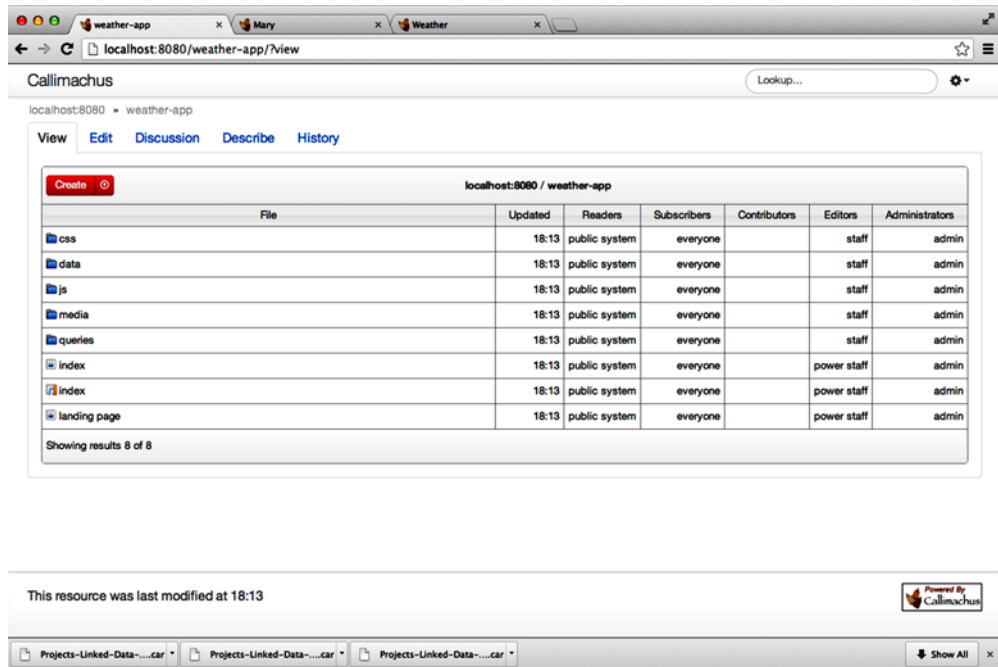 weather-app Mary Weather
localhost:8080/weather-app/?view
Callimachus Lookup...
localhost:8080 » weather-app
View Edit Discussion Describe History
Create localhost:8080 / weather-app
File Updated Readers Subscribers Contributors Editors Administrators
css 18:13 public system everyone staff admin
data 18:13 public system everyone staff admin
js 18:13 public system everyone staff admin
media 18:13 public system everyone staff admin
queries 18:13 public system everyone staff admin
index 18:13 public system everyone power staff admin
index 18:13 public system everyone power staff admin
landing page 18:13 public system everyone power staff admin
Showing results 8 of 8
This resource was last modified at 18:13
Powered By
Callimachus
Projects-Linked-Data-....car Projects-Linked-Data-....car Projects-Linked-Data-....car Show All